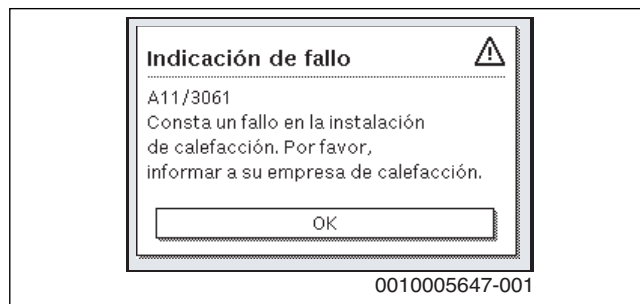 Indicación de fallo
A11/3061
Consta un fallo en la instalación
de calefacción. Por favor,
informar a su empresa de calefacción.
OK
0010005647-001